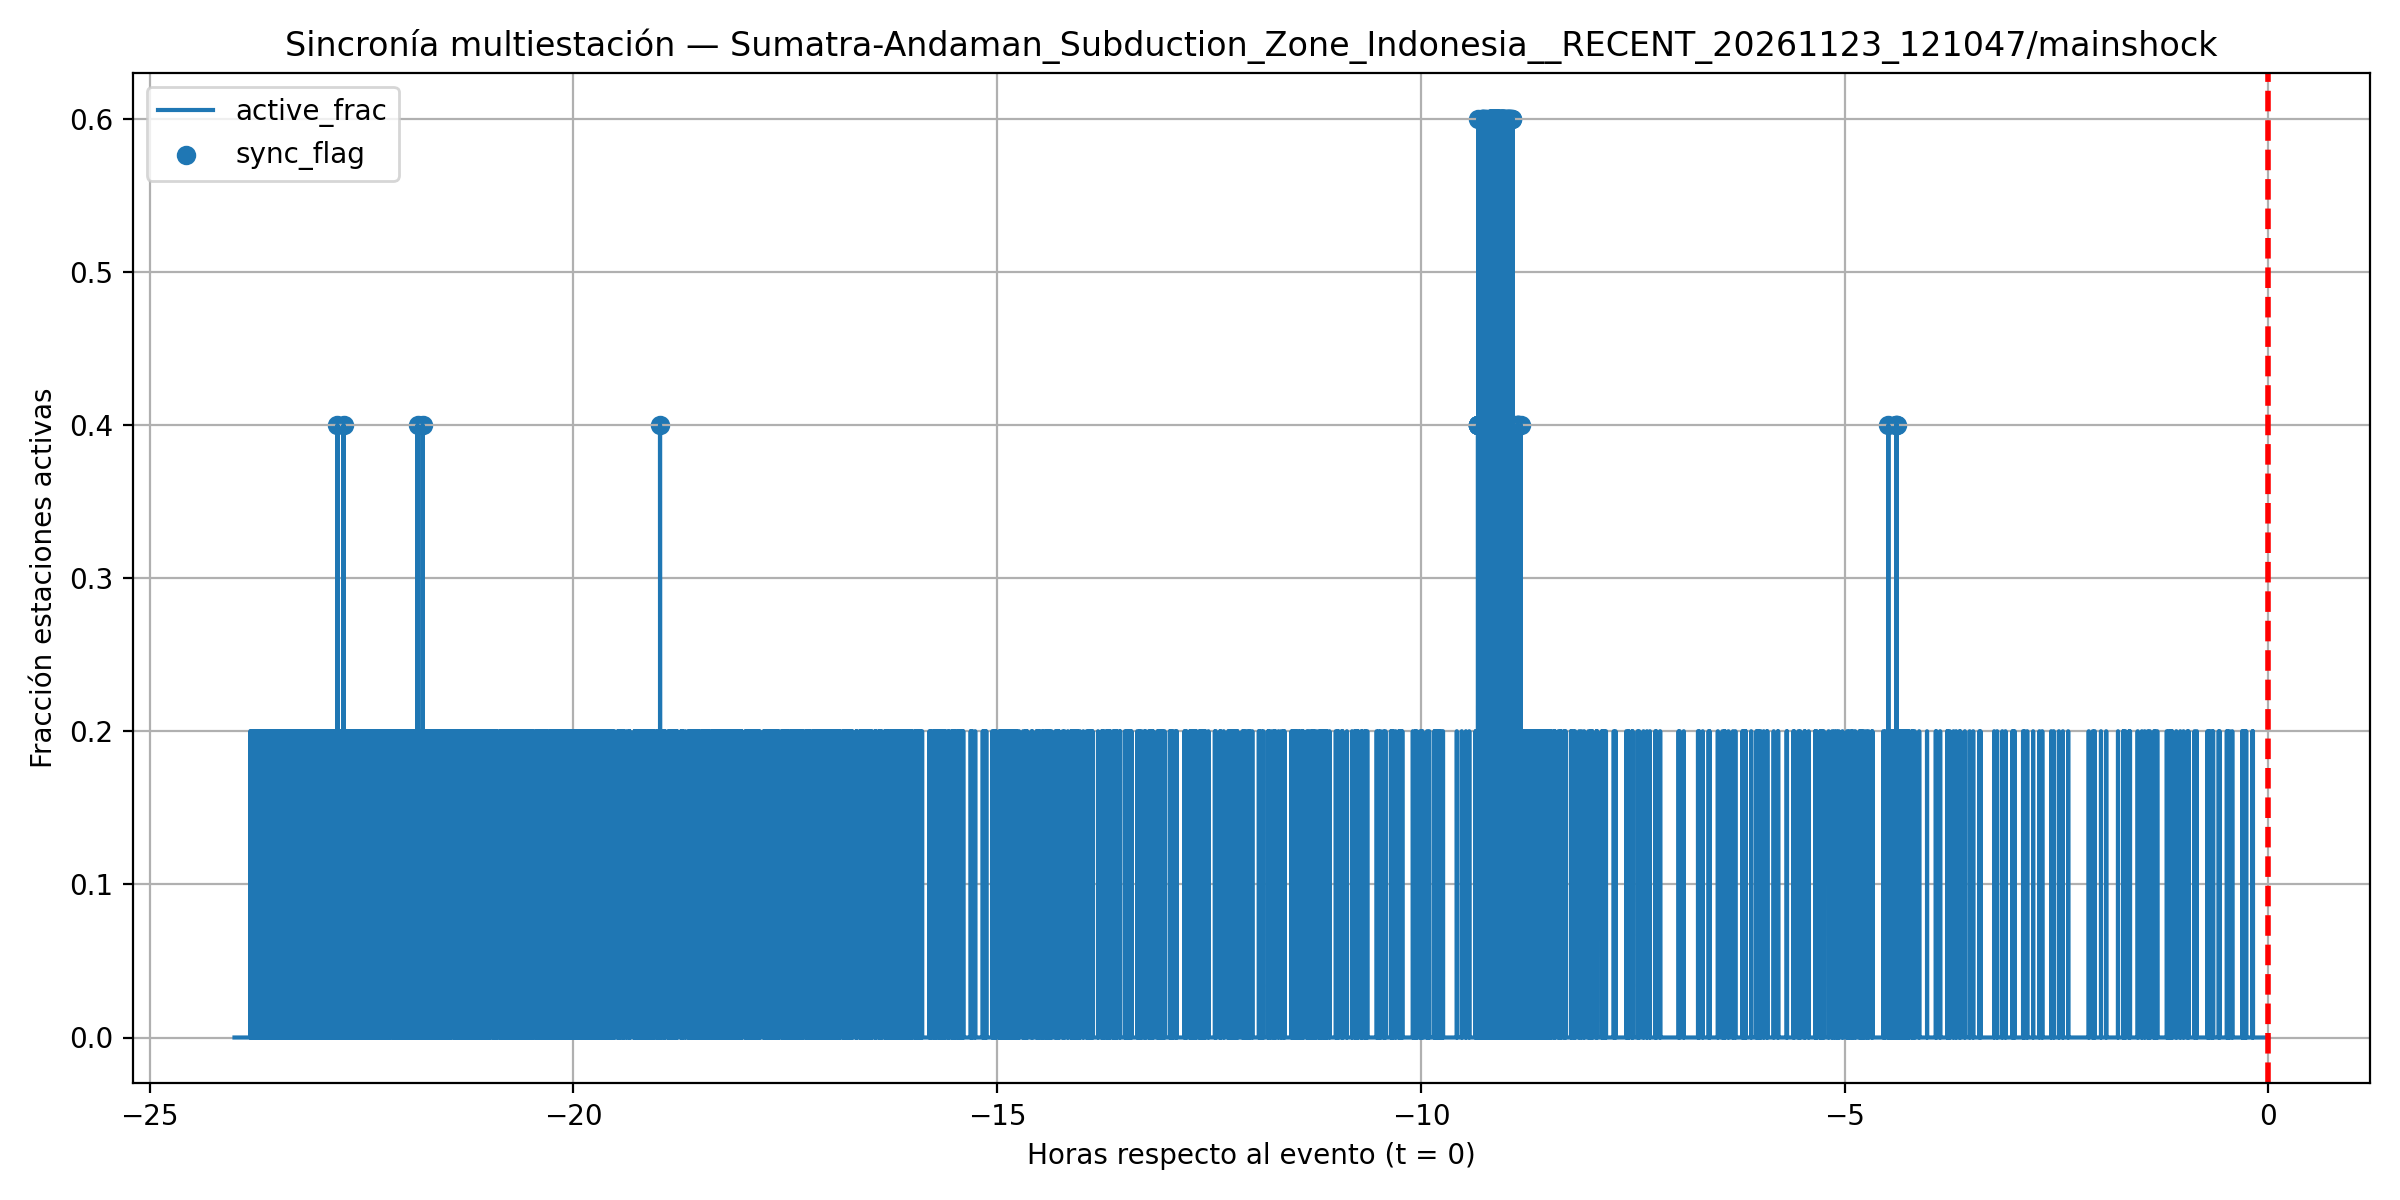 Sincronía multiestación — Sumatra-Andaman_Subduction_Zone_Indonesia__RECENT_20261123_121047/mainshock
active_frac
sync_flag
Fracción estaciones activas
0.6
0.5
0.4
0.3
0.2
0.1
0.0
−25
−20
−15
−10
−5
0
Horas respecto al evento (t = 0)